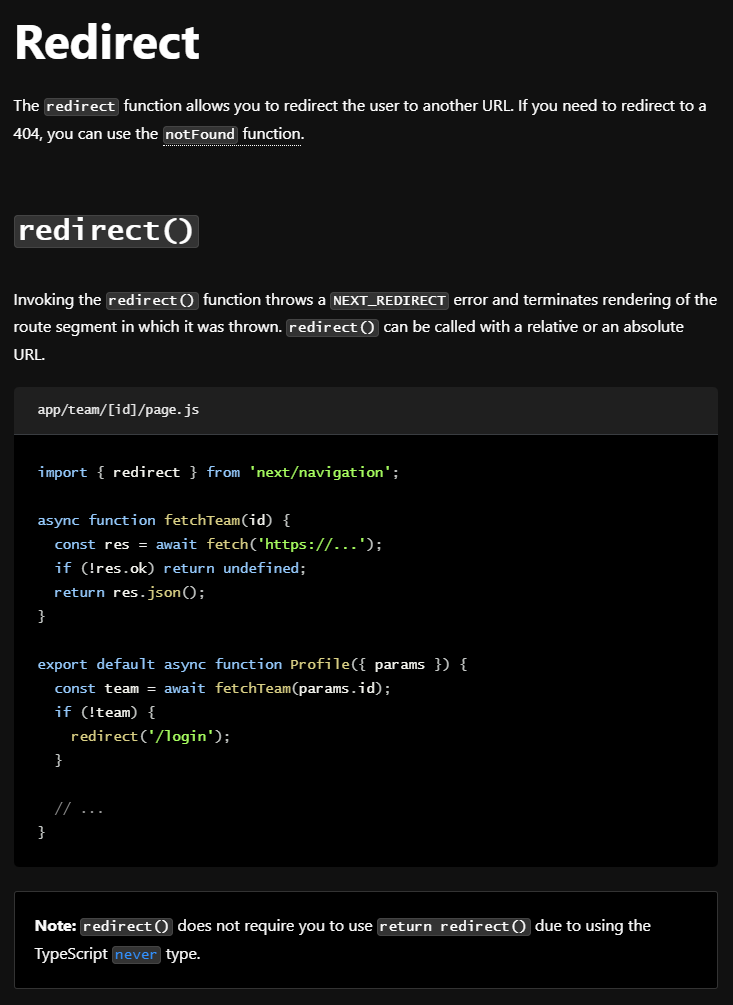 Redirect
The redirect function allows you to redirect the user to another URL. If you need to redirect to a
404, you can use the notFound function.
redirect()
Invoking the redirect() function throws a NEXT_REDIRECT error and terminates rendering of the
route segment in which it was thrown. redirect() can be called with a relative or an absolute
URL.
app/team/[id]/page.js
import { redirect } from 'next/navigation';
async function fetchTeam(id) {
  const res = await fetch('https://...');
  if (!res.ok) return undefined;
  return res.json();
}
export default async function Profile({ params }) {
  const team = await fetchTeam(params.id);
  if (!team) {
    redirect('/login');
  }
  // ...
}
Note: redirect() does not require you to use return redirect() due to using the
TypeScript never type.